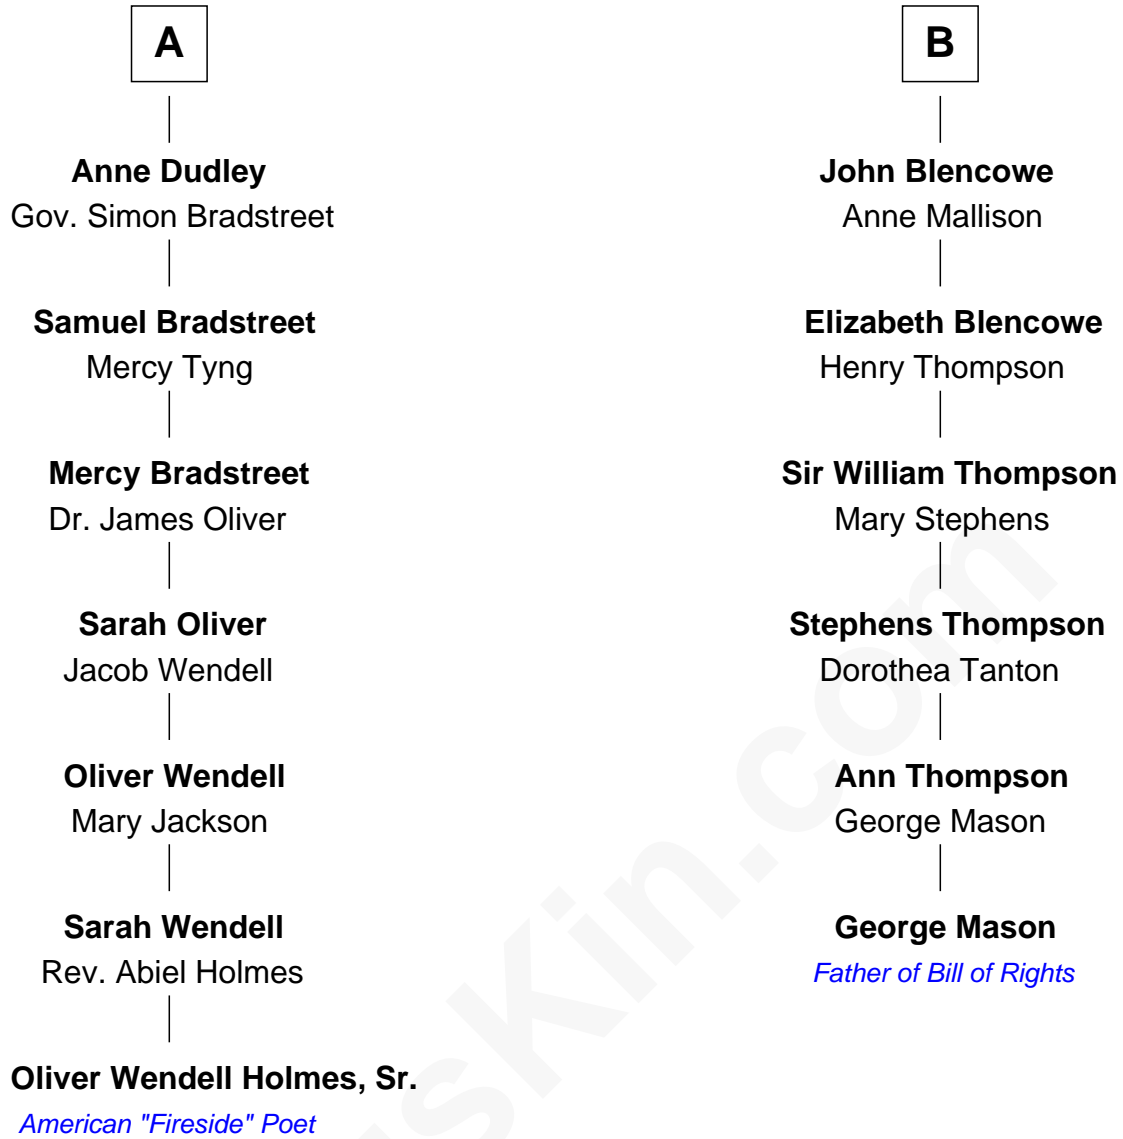 A
Anne Dudley
Gov. Simon Bradstreet
Samuel Bradstreet
Mercy Tyng
Mercy Bradstreet
Dr. James Oliver
Sarah Oliver
Jacob Wendell
Oliver Wendell
Mary Jackson
Sarah Wendell
Rev. Abiel Holmes
Oliver Wendell Holmes, Sr.
American "Fireside" Poet
B
John Blencowe
Anne Mallison
Elizabeth Blencowe
Henry Thompson
Sir William Thompson
Mary Stephens
Stephens Thompson
Dorothea Tanton
Ann Thompson
George Mason
George Mason
Father of Bill of Rights
sKin.com